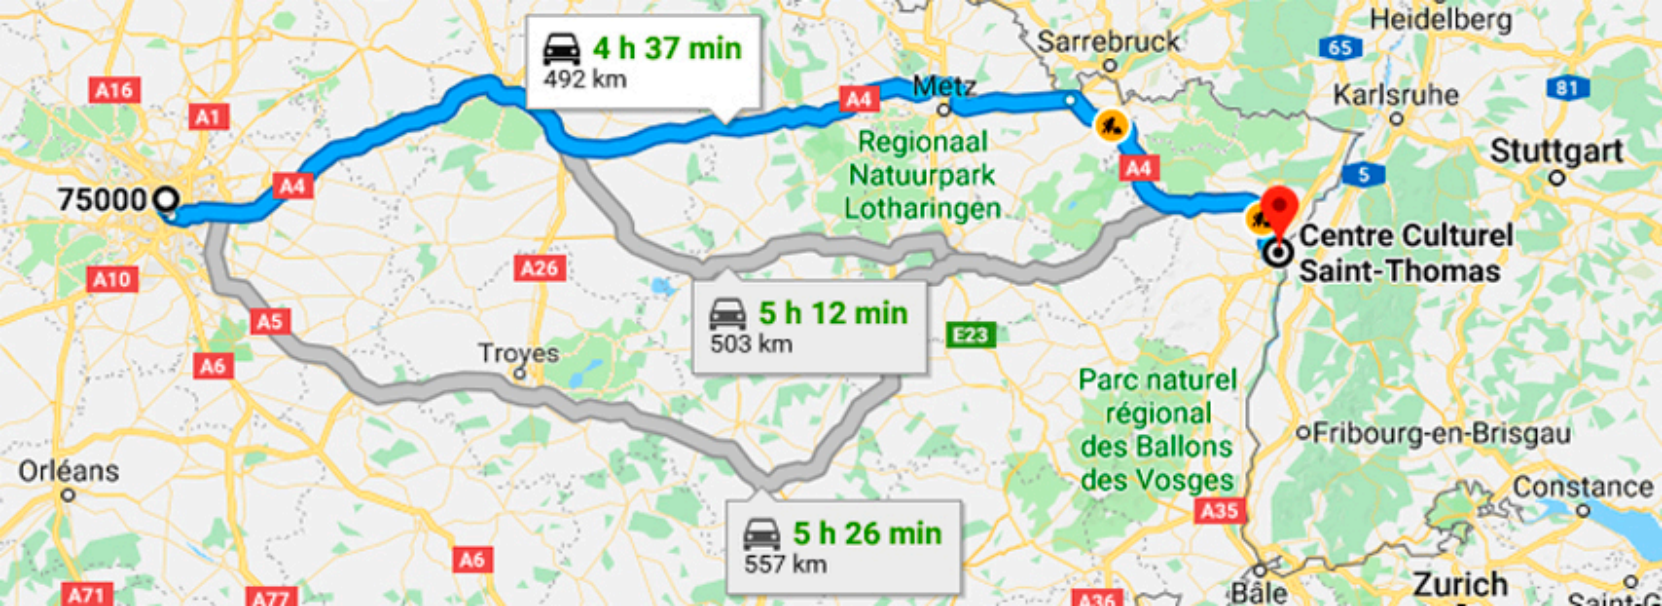 Heidelberg
Sarrebruck
65
4 h 37 min
492 km
A16
A1
A4
Metz
Karlsruhe
81
Regionaal
Natuurpark
Lotharingen
A4
Stuttgart
5
75000
A4
Centre Culturel
Saint-Thomas
A10
A26
A5
5 h 12 min
503 km
E23
Troyes
A6
Parc naturel
régional
des Ballons
des Vosges
Fribourg-en-Brisgau
Orléans
Constance
A35
5 h 26 min
557 km
A6
A71
A77
A36
Bâle
Zurich
Saint-G